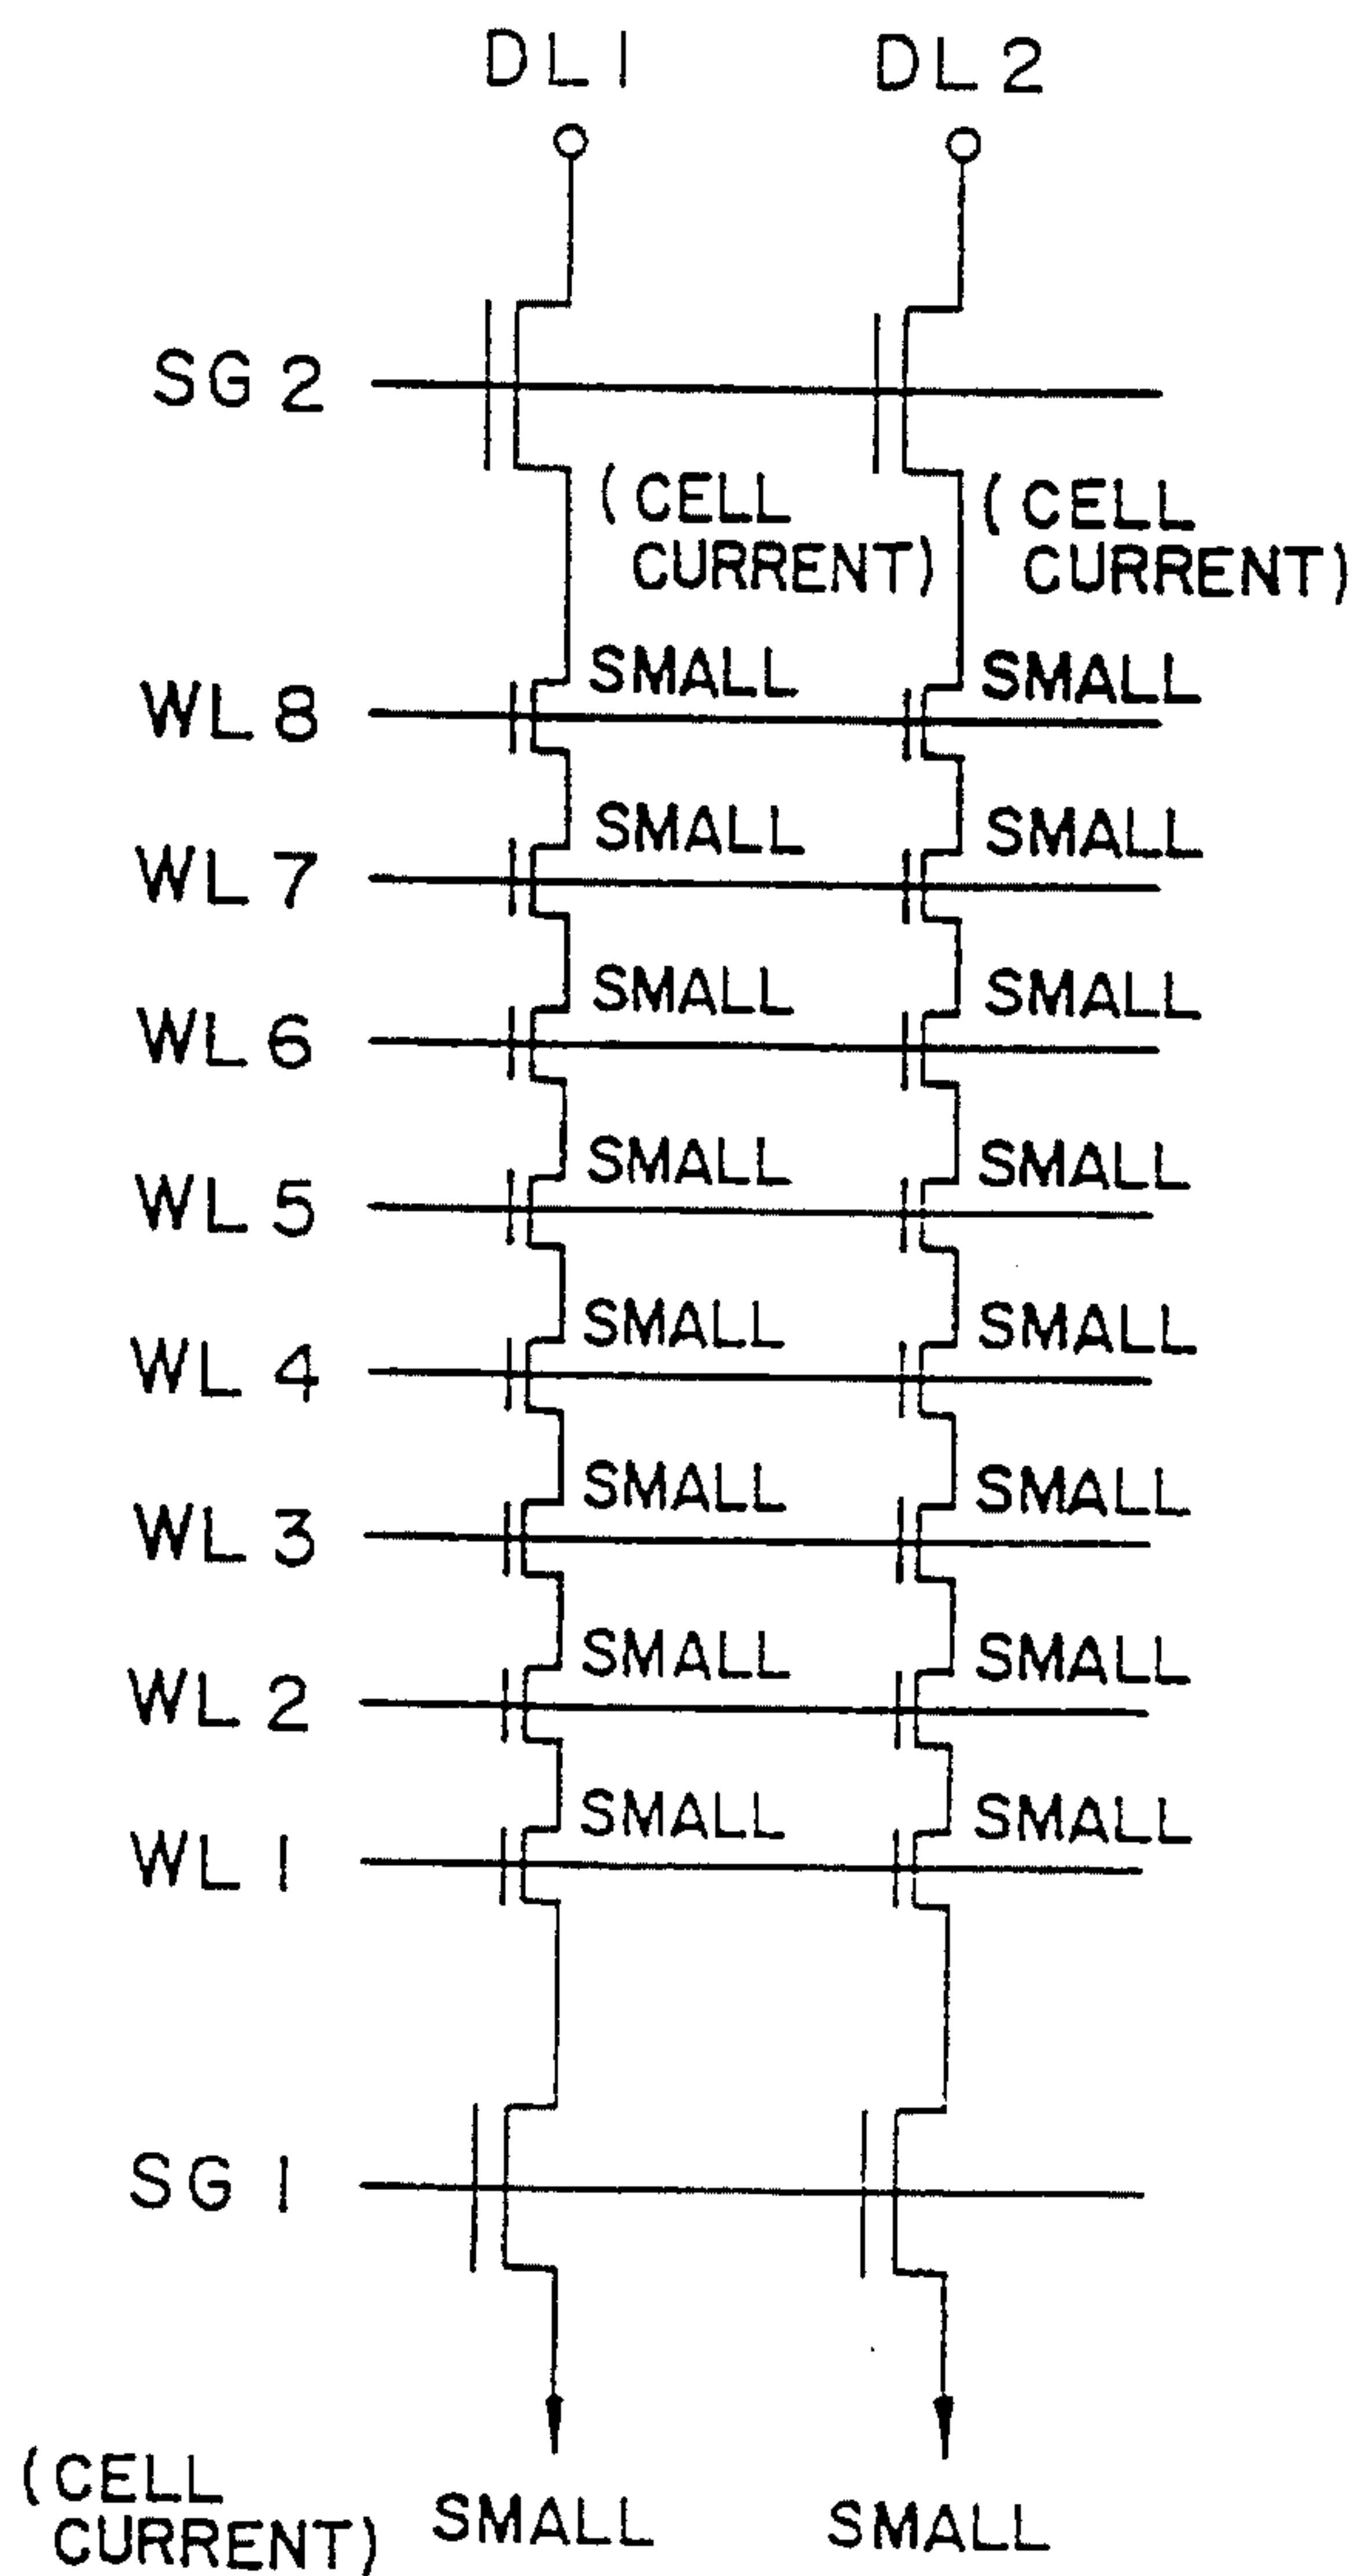 DL1 DL2
SG2
(CELL CURRENT) (CELL CURRENT)
WL8 SMALL SMALL
WL7 SMALL SMALL
WL6 SMALL SMALL
WL5 SMALL SMALL
WL4 SMALL SMALL
WL3 SMALL SMALL
WL2 SMALL SMALL
WL1 SMALL SMALL
SG1
(CELL CURRENT) SMALL SMALL